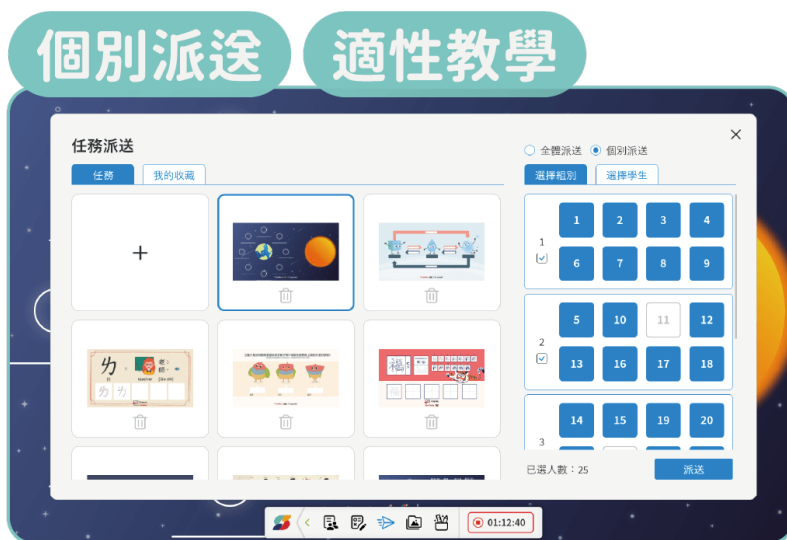 個別派送 適性教學
任務派送
全體派送 個別派送
任務 我的收藏
選擇組別 選擇學生
1 2 3 4
1
6 7 8 9
5 10 11 12
2
13 16 17 18
14 15 19 20
3
ㄌ
福
已選人數：25 派送
01:12:40